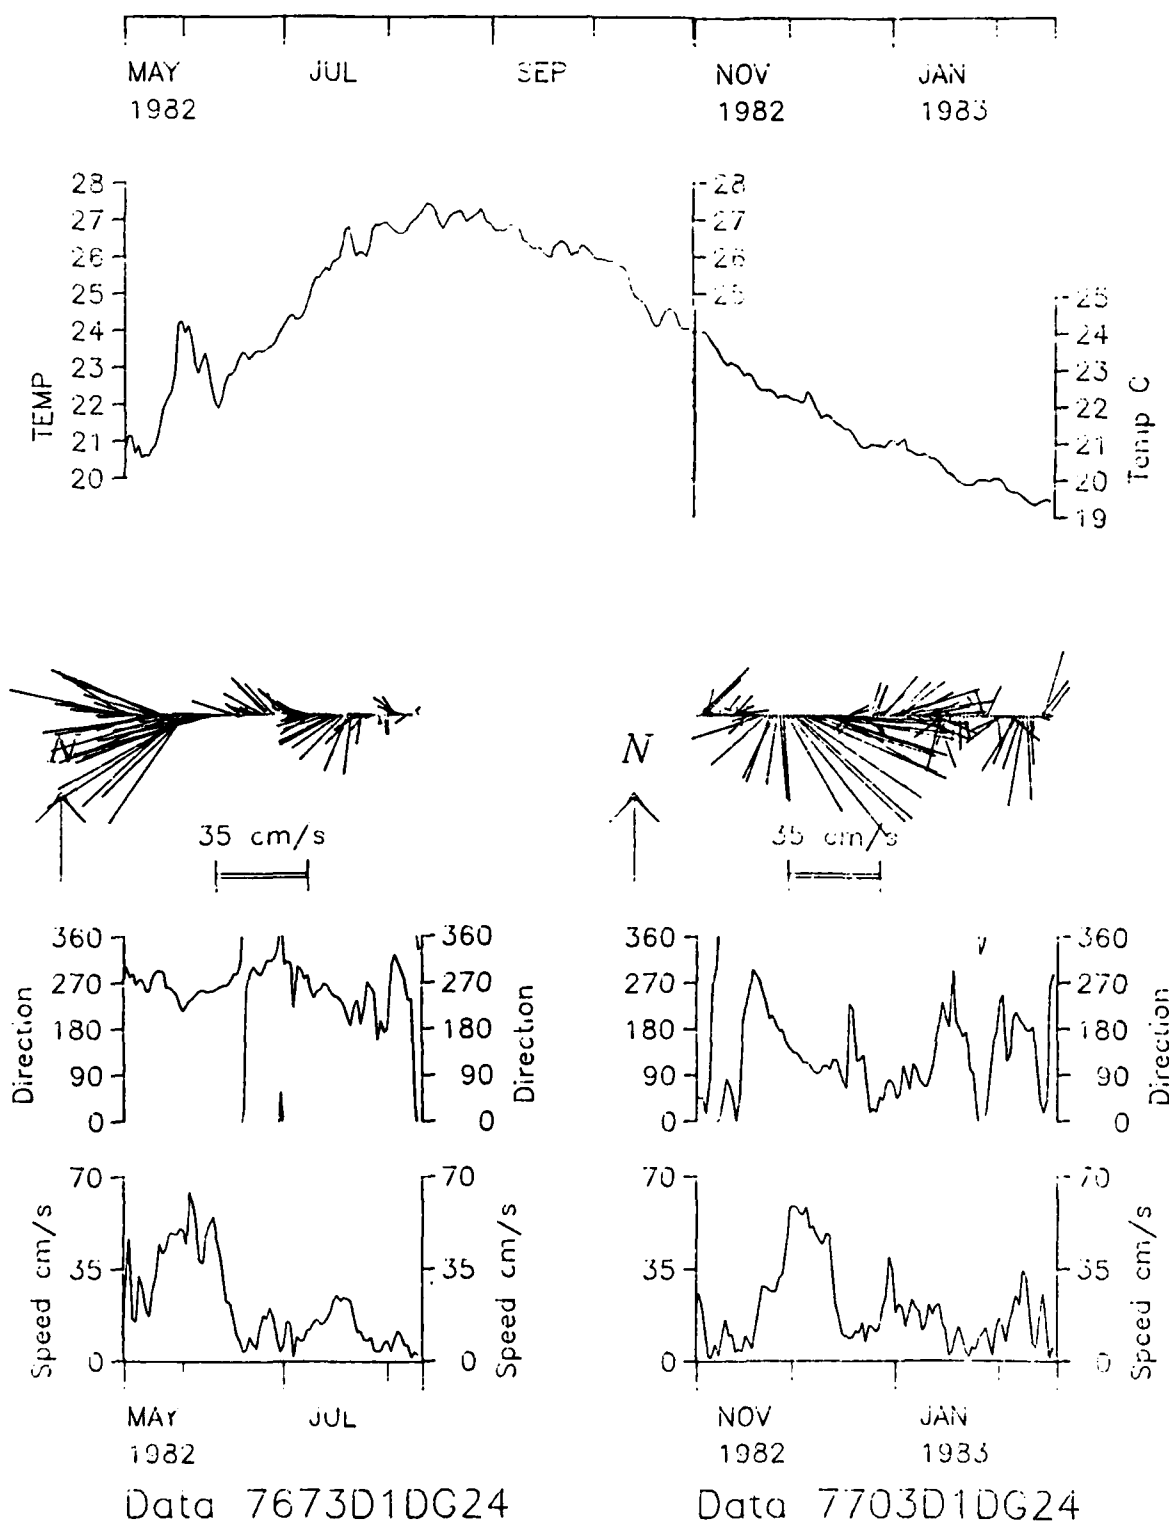 MAY JUL SEP NOV JAN
1982 1982 1983
28 28
27 27
26 26
25 25 25
24 24
23 23
22 22
21 21
20 20
19
TEMP
Temp C
N N
35 cm/s 35 cm/s
360 360 360 360
270 270 270 270
180 180 180 180
90 90 90 90
0 0 0 0
Direction Direction Direction
70 70 70 70
35 35 35 35
0 0 0 0
Speed cm/s Speed cm/s Speed cm/s
MAY JUL NOV JAN
1982 1982 1983
Data 7673D1DG24 Data 7703D1DG24